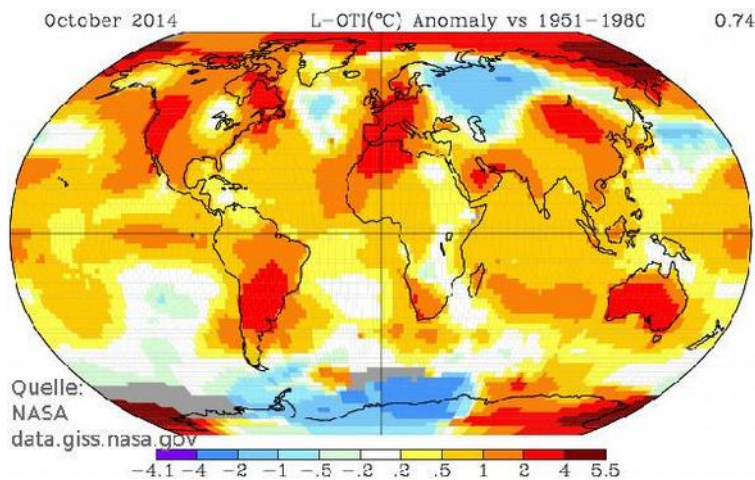 October 2014 L-OTI(°C) Anomaly vs 1951-1980 0.74
Quelle:
NASA
data.giss.nasa.gov
-4.1 -4 -2 -1 -.5 -.2 .2 .5 1 2 4 5.5